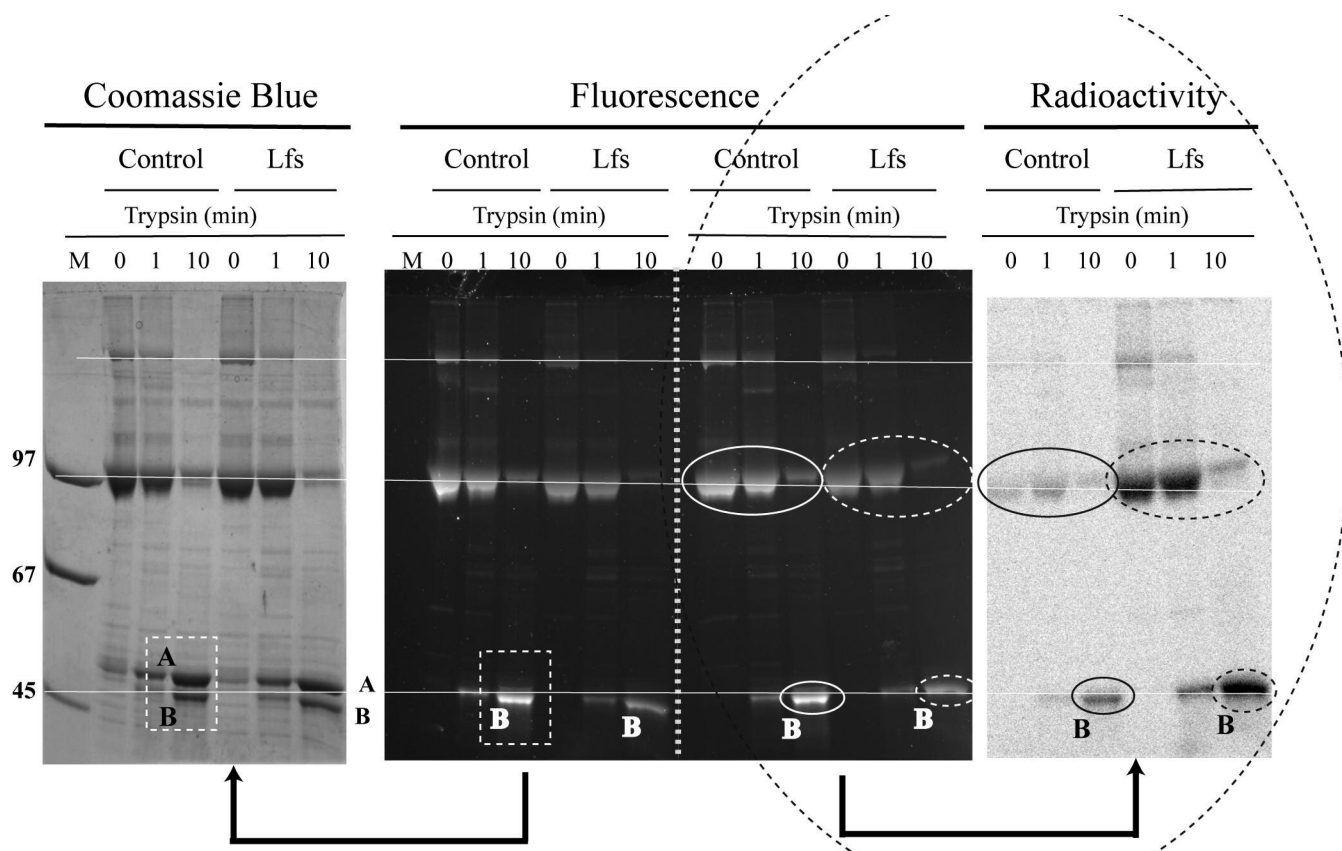 Coomassie Blue Fluorescence Radioactivity
Control Lfs Control Lfs Control Lfs Control Lfs
Trypsin (min) Trypsin (min) Trypsin (min) Trypsin (min)
M 0 1 10 0 1 10 M 0 1 10 0 1 10 0 1 10 0 1 10 0 1 10 0 1 10
97
67
A
45 A
B B B B B B B